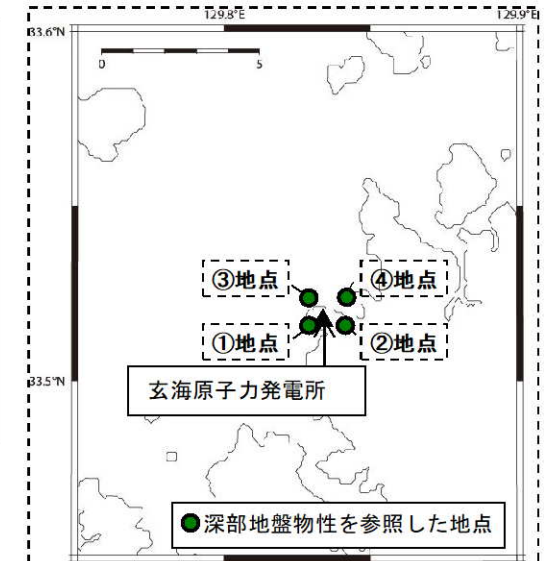 129.8°E
129.9°E
33.6°N
0
5
③地点
④地点
①地点
②地点
玄海原子力発電所
33.5°N
深部地盤物性を参照した地点